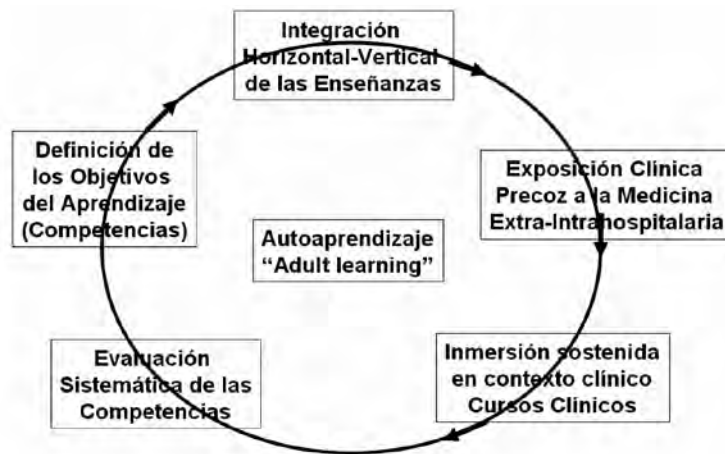 Integración
Horizontal-Vertical
de las Enseñanzas
Definición de
los Objetivos
del Aprendizaje
(Competencias)
Exposición Clínica
Precoz a la Medicina
Extra-Intrahospitalaria
Autoaprendizaje
“Adult learning”
Evaluación
Sistemática de las
Competencias
Inmersión sostenida
en contexto clínico
Cursos Clínicos